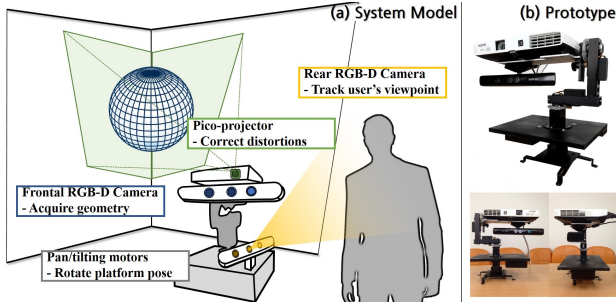 (a) System Model
(b) Prototype
Rear RGB-D Camera
- Track user's viewpoint
Pico-projector
- Correct distortions
Frontal RGB-D Camera
- Acquire geometry
Pan/tilting motors
- Rotate platform pose